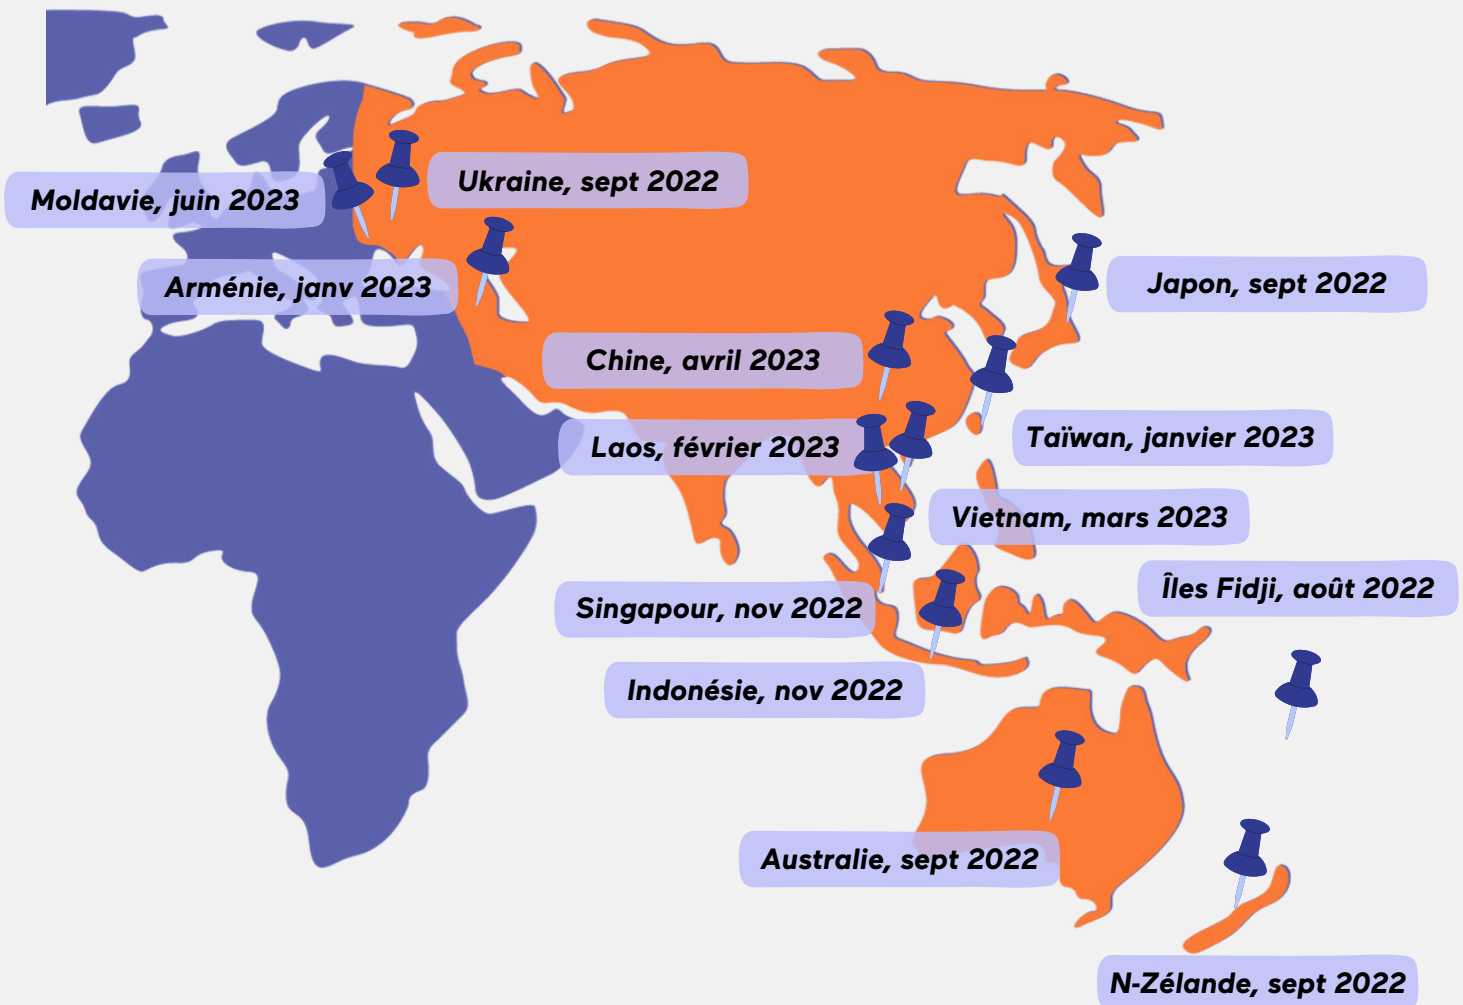 Ukraine, sept 2022
Moldavie, juin 2023
Arménie, janv 2023
Japon, sept 2022
Chine, avril 2023
Taïwan, janvier 2023
Laos, février 2023
Vietnam, mars 2023
Îles Fidji, août 2022
Singapour, nov 2022
Indonésie, nov 2022
Australie, sept 2022
N-Zélande, sept 2022